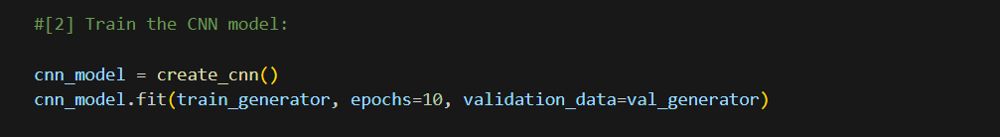 #[2] Train the CNN model:
cnn_model = create_cnn()
cnn_model.fit(train_generator, epochs=10, validation_data=val_generator)